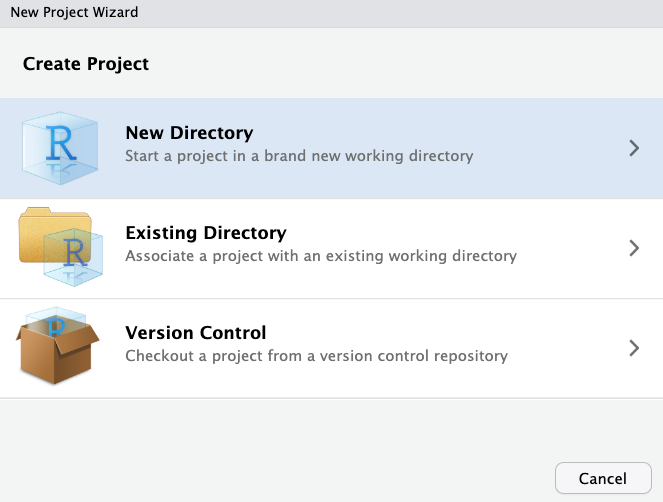 New Project Wizard
Create Project
R
New Directory
Start a project in a brand new working directory
R
Existing Directory
Associate a project with an existing working directory
R
Version Control
Checkout a project from a version control repository
Cancel